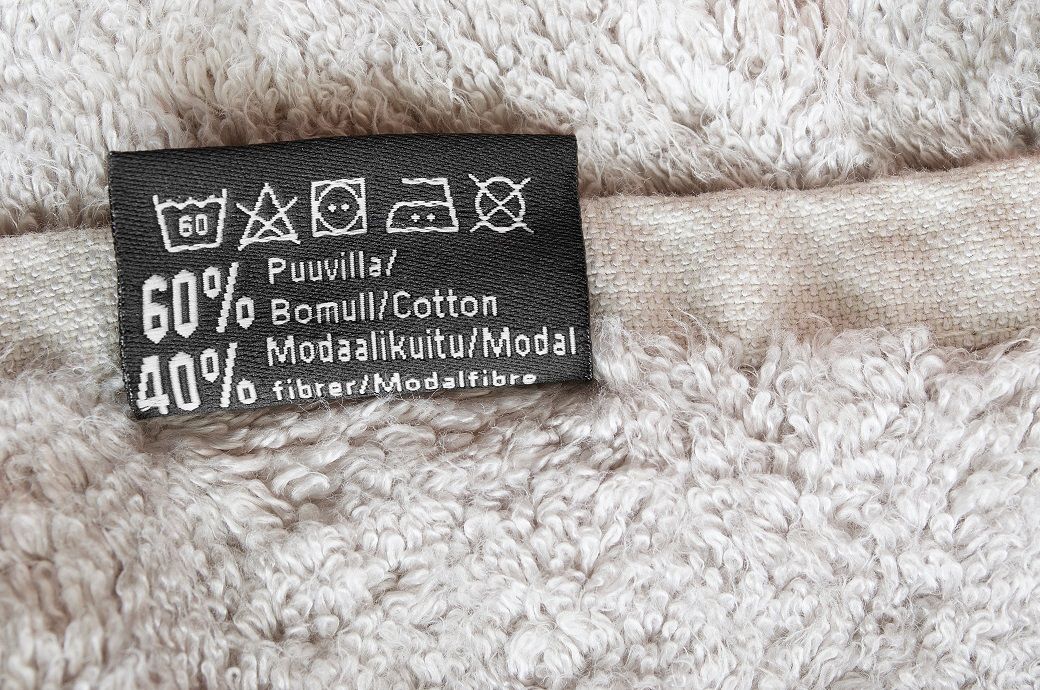 60
60% Puuvilla/
Bomull/Cotton
40% Modaalikuitu/Modal
fibrer/Modalfibre